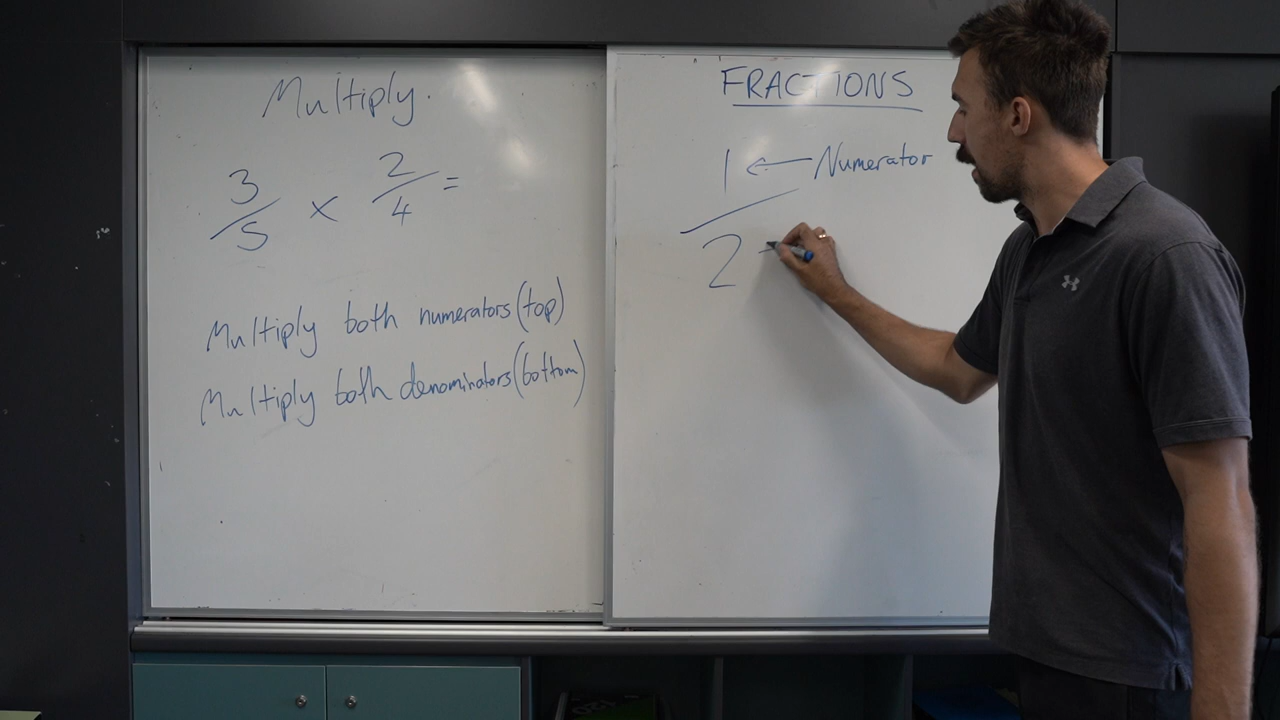 Multiply.
3/5 x 2/4 =
Multiply both numerators (top)
Multiply both denominators (bottom)
FRACTIONS
1 ← Numerator
2